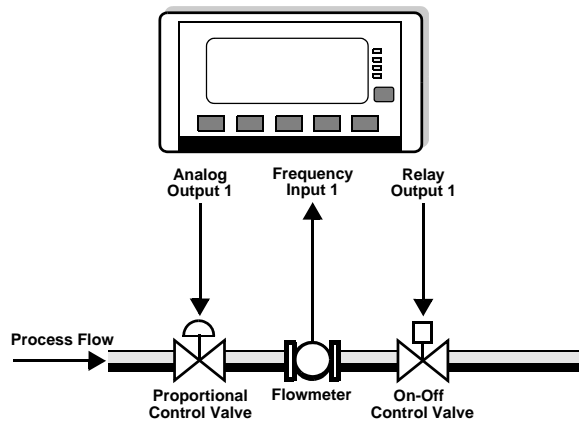 Analog
Output 1
Frequency
Input 1
Relay
Output 1
Process Flow
Proportional
Control Valve
Flowmeter
On-Off
Control Valve